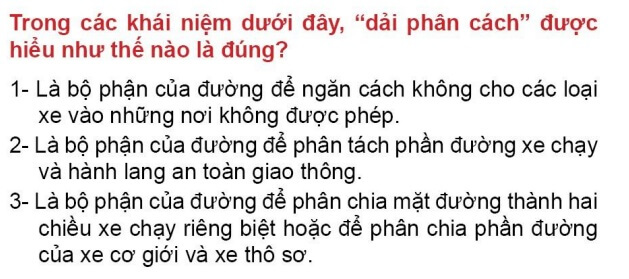 Trong các khái niệm dưới đây, “dải phân cách” được
hiểu như thế nào là đúng?
1- Là bộ phận của đường để ngăn cách không cho các loại
xe vào những nơi không được phép.
2- Là bộ phận của đường để phân tách phần đường xe chạy
và hành lang an toàn giao thông.
3- Là bộ phận của đường để phân chia mặt đường thành hai
chiều xe chạy riêng biệt hoặc để phân chia phần đường
của xe cơ giới và xe thô sơ.